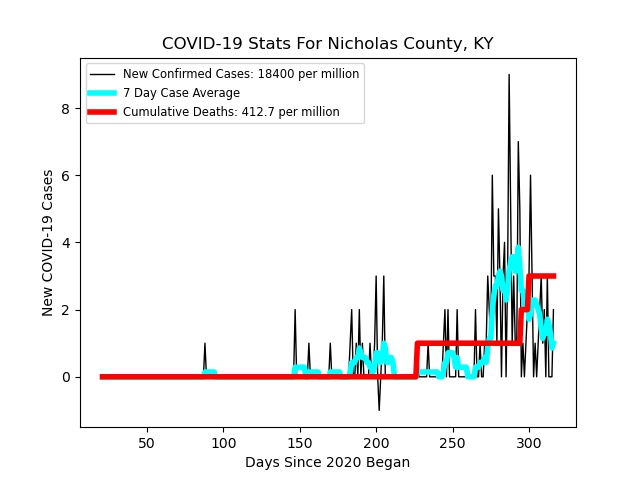 COVID-19 Stats For Nicholas County, KY
New Confirmed Cases: 18400 per million
7 Day Case Average
Cumulative Deaths: 412.7 per million
New COVID-19 Cases
8
6
4
2
0
50 100 150 200 250 300
Days Since 2020 Began